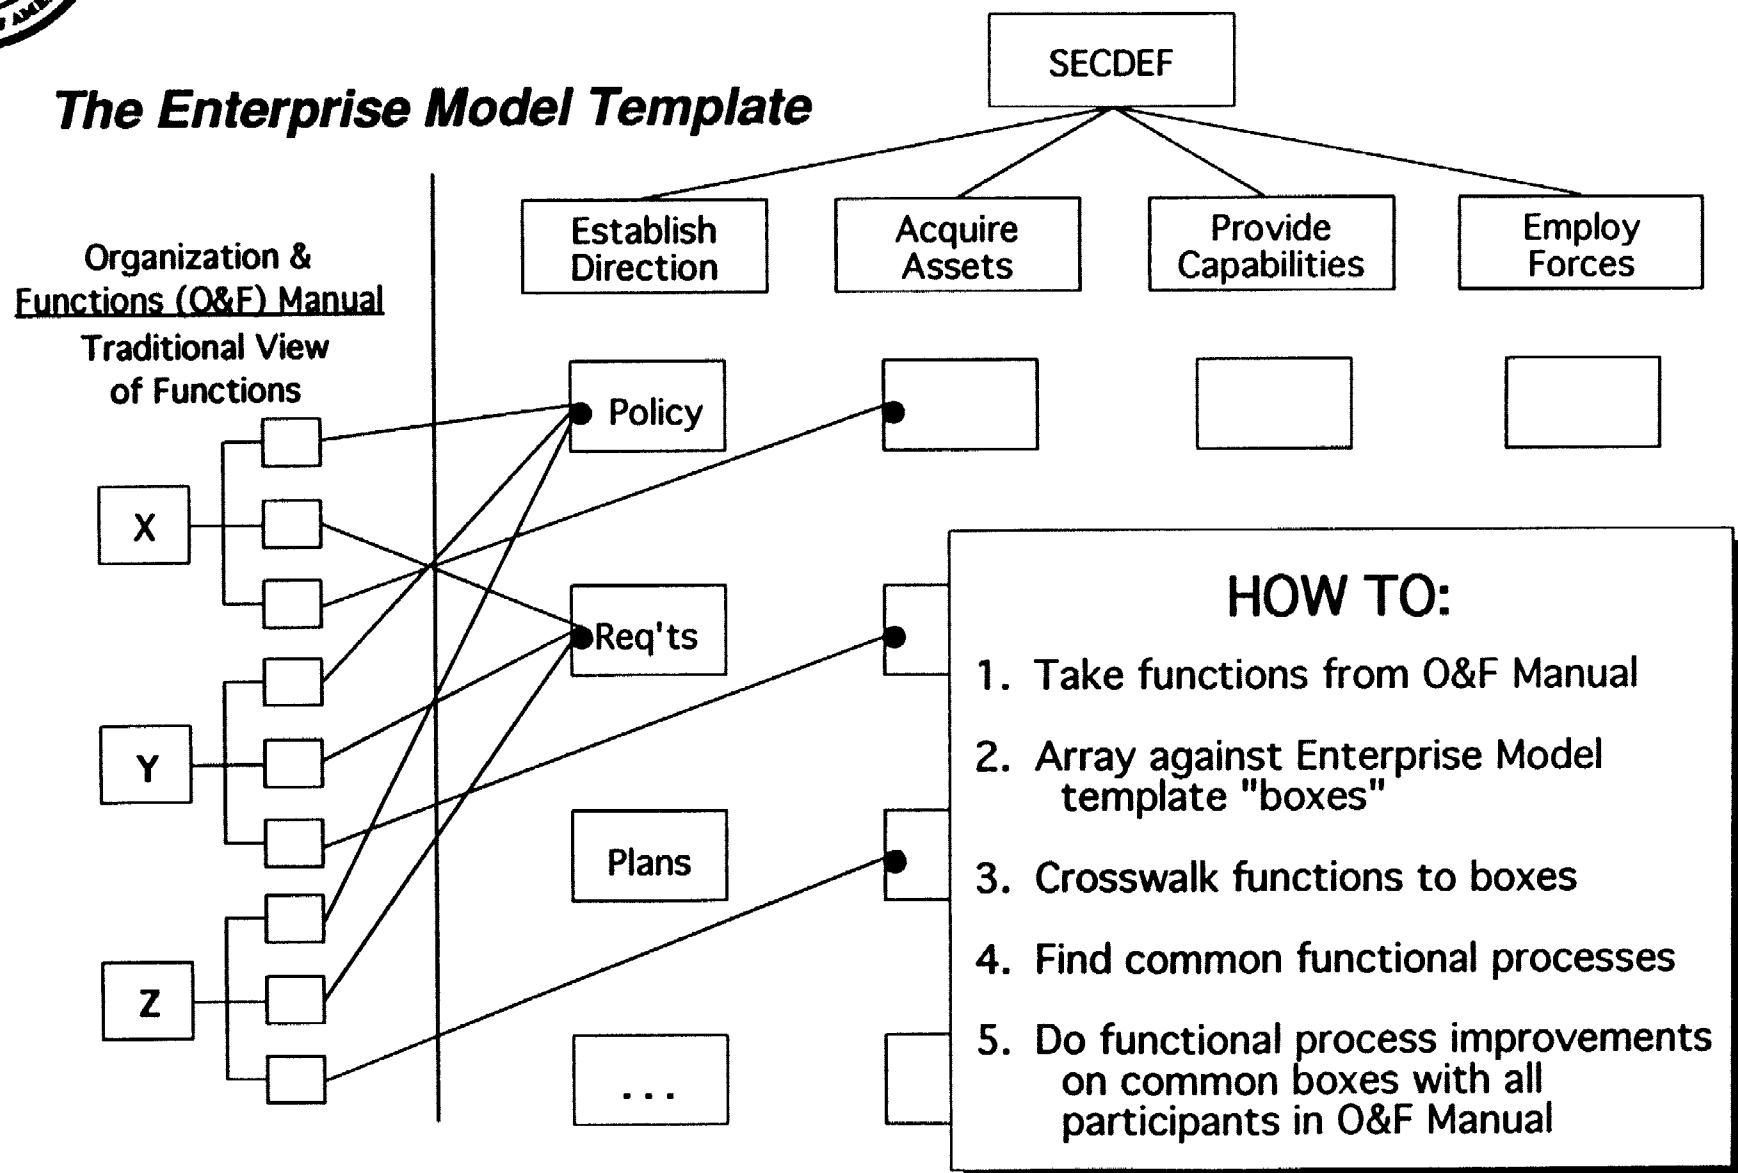 OF AME
The Enterprise Model Template
SECDEF
Establish
Direction
Acquire
Assets
Provide
Capabilities
Employ
Forces
Organization &
Functions (O&F) Manual
Traditional View
of Functions
X
Y
Z
Policy
Req'ts
Plans
...
HOW TO:
1. Take functions from O&F Manual
2. Array against Enterprise Model
template "boxes"
3. Crosswalk functions to boxes
4. Find common functional processes
5. Do functional process improvements
on common boxes with all
participants in O&F Manual